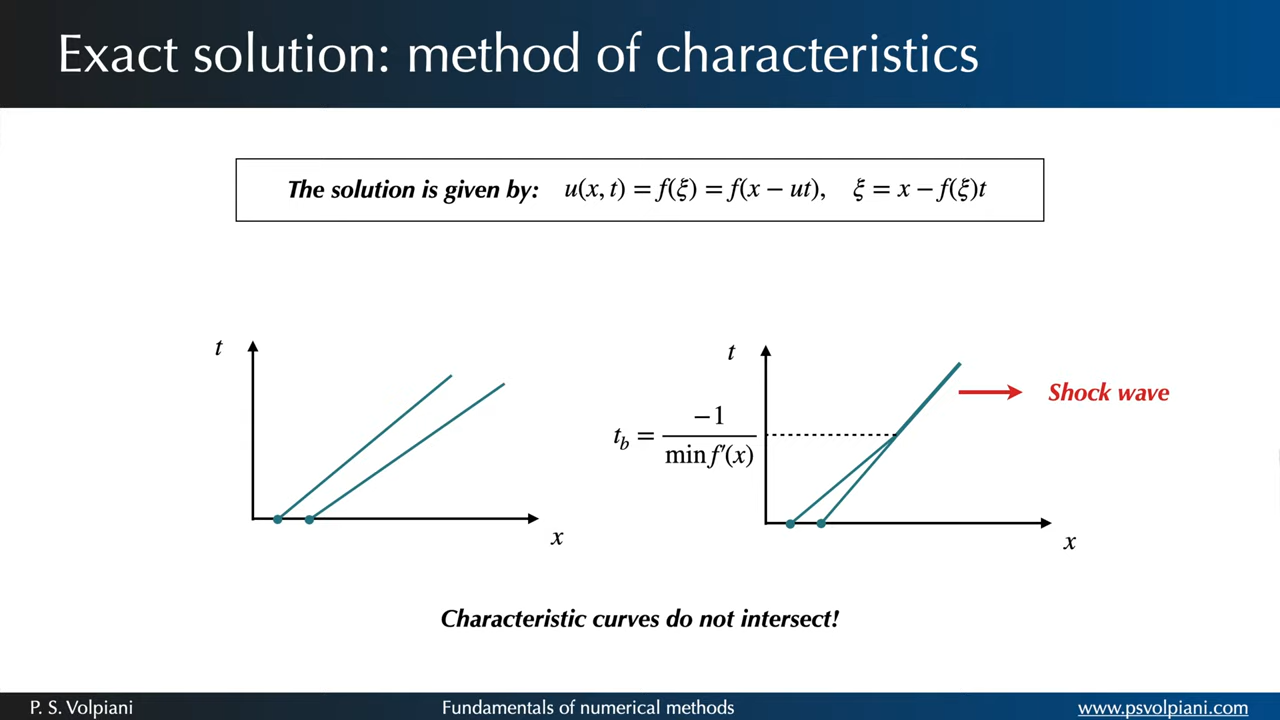 Exact solution: method of characteristics
The solution is given by: u(x, t) = f(ξ) = f(x − ut), ξ = x − f(ξ)t
t
x
t
t_b = −1 / min f′(x)
Shock wave
x
Characteristic curves do not intersect!
P. S. Volpiani
Fundamentals of numerical methods
www.psvolpiani.com